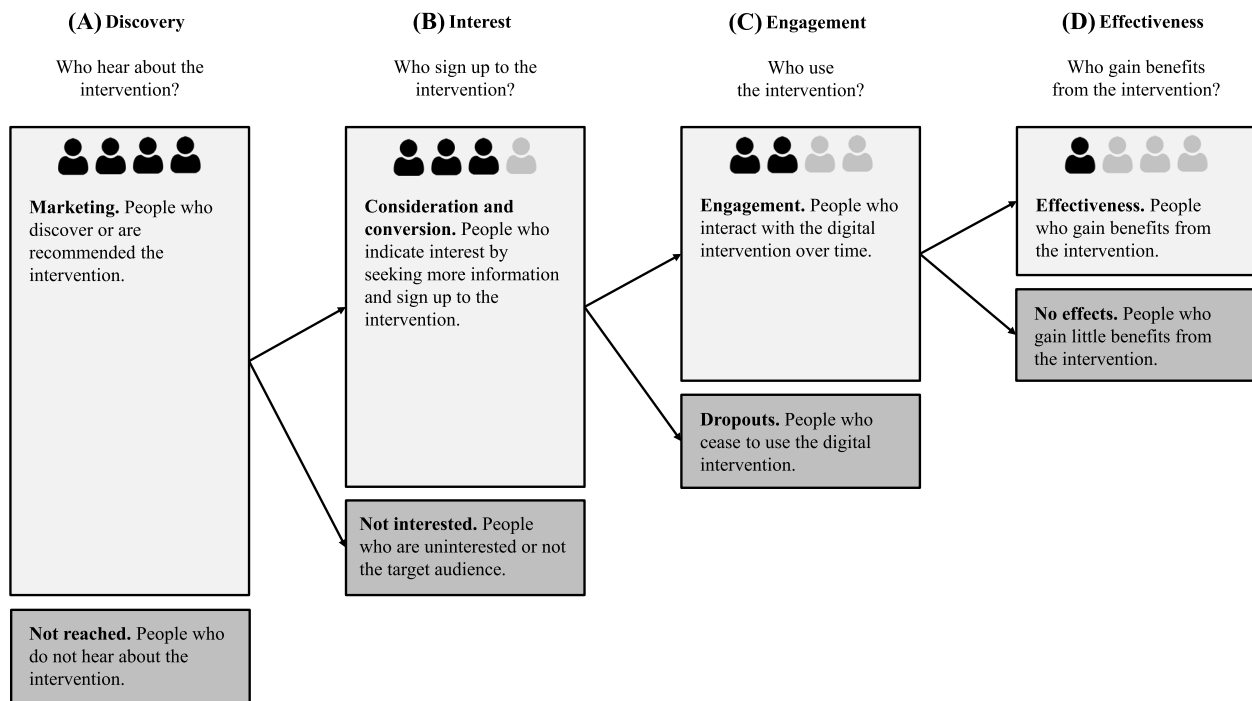 (A) Discovery
Who hear about the
intervention?
Marketing. People who
discover or are
recommended the
intervention.
Not reached. People who
do not hear about the
intervention.
(B) Interest
Who sign up to the
intervention?
Consideration and
conversion. People who
indicate interest by
seeking more information
and sign up to the
intervention.
Not interested. People
who are uninterested or not
the target audience.
(C) Engagement
Who use
the intervention?
Engagement. People who
interact with the digital
intervention over time.
Dropouts. People who
cease to use the digital
intervention.
(D) Effectiveness
Who gain benefits
from the intervention?
Effectiveness. People
who gain benefits from
the intervention.
No effects. People who
gain little benefits from
the intervention.